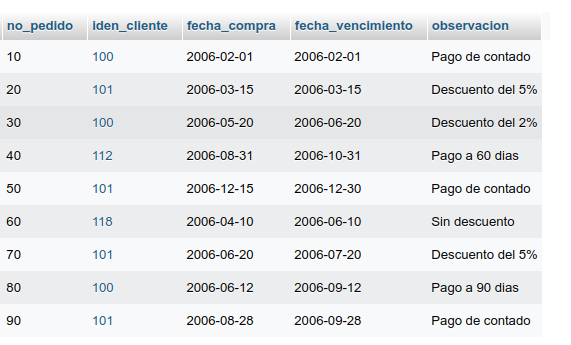 no_pedido iden_cliente fecha_compra fecha_vencimiento observacion
10 100 2006-02-01 2006-02-01 Pago de contado
20 101 2006-03-15 2006-03-15 Descuento del 5%
30 100 2006-05-20 2006-06-20 Descuento del 2%
40 112 2006-08-31 2006-10-31 Pago a 60 dias
50 101 2006-12-15 2006-12-30 Pago de contado
60 118 2006-04-10 2006-06-10 Sin descuento
70 101 2006-06-20 2006-07-20 Descuento del 5%
80 100 2006-06-12 2006-09-12 Pago a 90 dias
90 101 2006-08-28 2006-09-28 Pago de contado